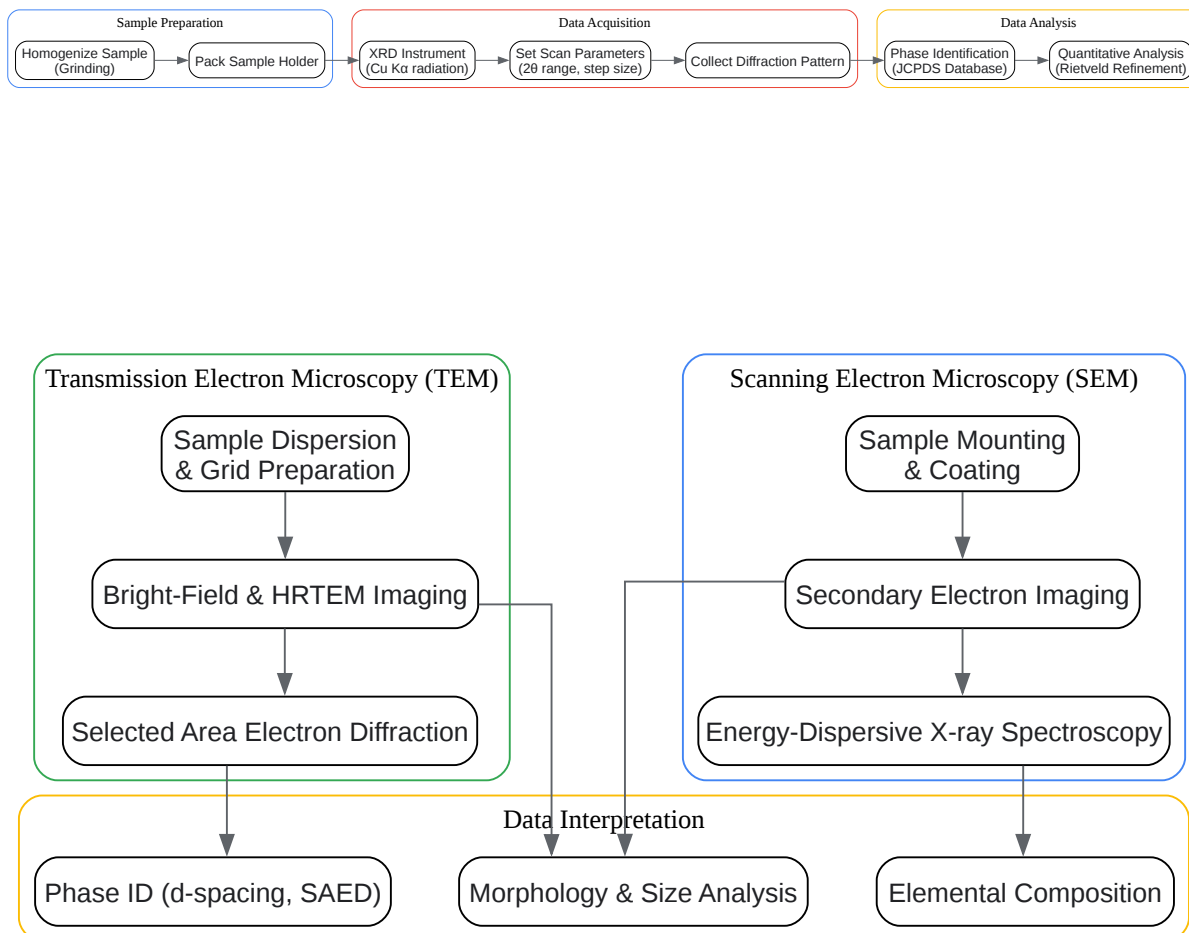 Sample Preparation
Homogenize Sample
(Grinding)
Pack Sample Holder
Data Acquisition
XRD Instrument
(Cu Kα radiation)
Set Scan Parameters
(2θ range, step size)
Collect Diffraction Pattern
Data Analysis
Phase Identification
(JCPDS Database)
Quantitative Analysis
(Rietveld Refinement)
Transmission Electron Microscopy (TEM)
Sample Dispersion
& Grid Preparation
Bright-Field & HRTEM Imaging
Selected Area Electron Diffraction
Scanning Electron Microscopy (SEM)
Sample Mounting
& Coating
Secondary Electron Imaging
Energy-Dispersive X-ray Spectroscopy
Data Interpretation
Phase ID (d-spacing, SAED)
Morphology & Size Analysis
Elemental Composition